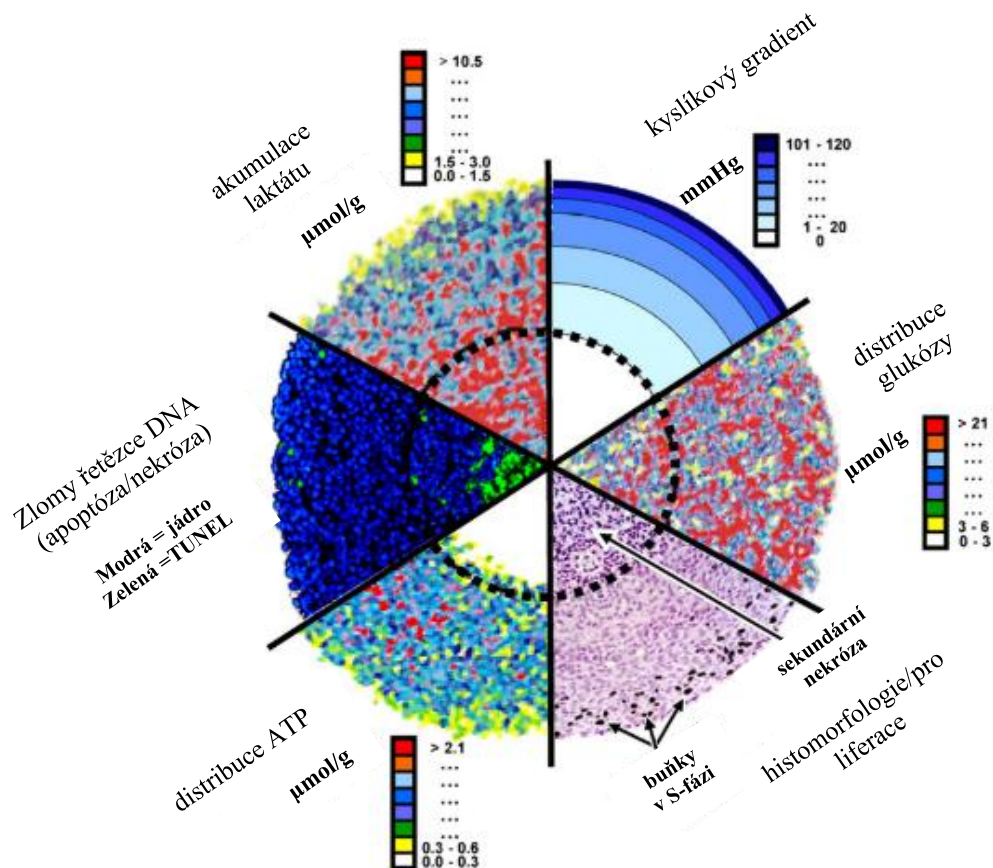 kyslíkový gradient
mmHg
101 - 120
...
...
...
1 - 20
0
akumulace
laktátu
µmol/g
> 10.5
...
...
...
...
...
1.5 - 3.0
0.0 - 1.5
distribuce
glukózy
µmol/g
> 21
...
...
...
...
...
3 - 6
0 - 3
Zlomy řetězce DNA
(apoptóza/nekróza)
Modrá = jádro
Zelená =TUNEL
sekundární
nekróza
histomorfologie/pro
liferace
buňky
v S-fázi
distribuce ATP
µmol/g
> 2.1
...
...
...
...
...
0.3 - 0.6
0.0 - 0.3